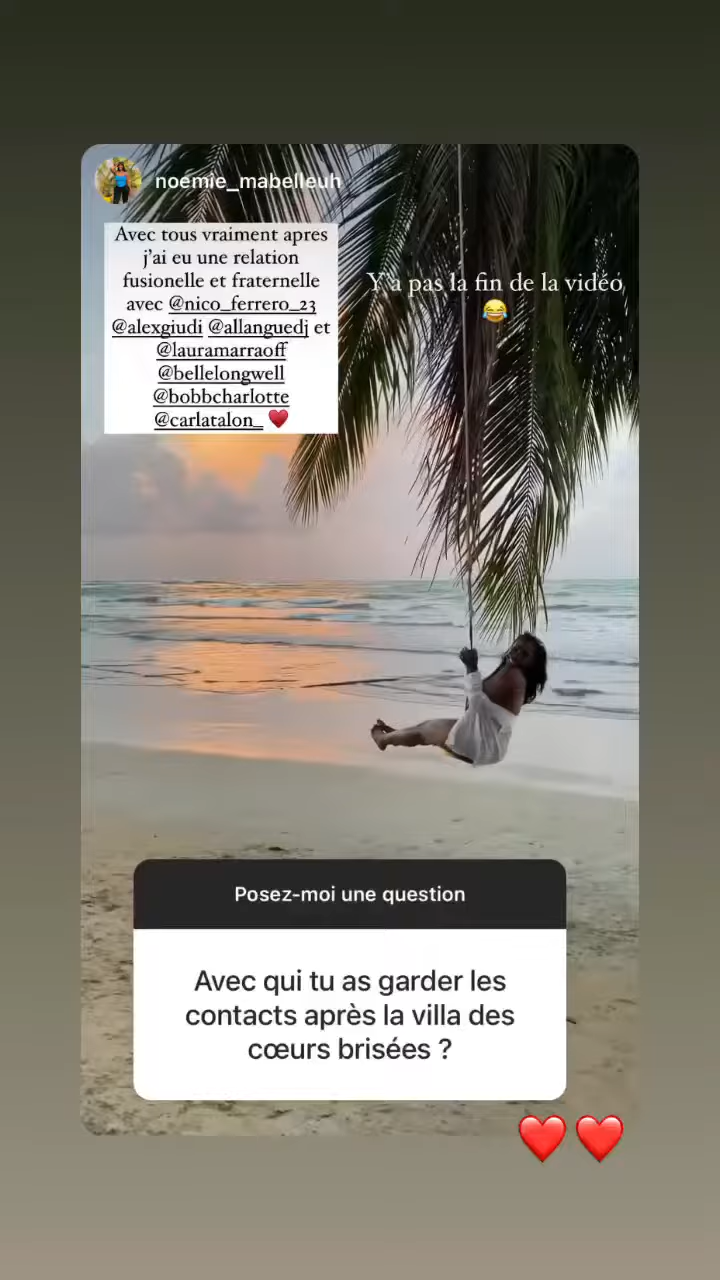 noemie_mabelleuh
Avec tous vraiment apres
j’ai eu une relation
fusionelle et fraternelle
avec @nico_ferrero_23
@alexgiudi @allanguedj et
@lauramarraoff
@bellelongwell
@bobbcharlotte
@carlatalon_ ♥️
Y’a pas la fin de la vidéo
😂
Posez-moi une question
Avec qui tu as garder les
contacts après la villa des
cœurs brisées ?
❤️❤️